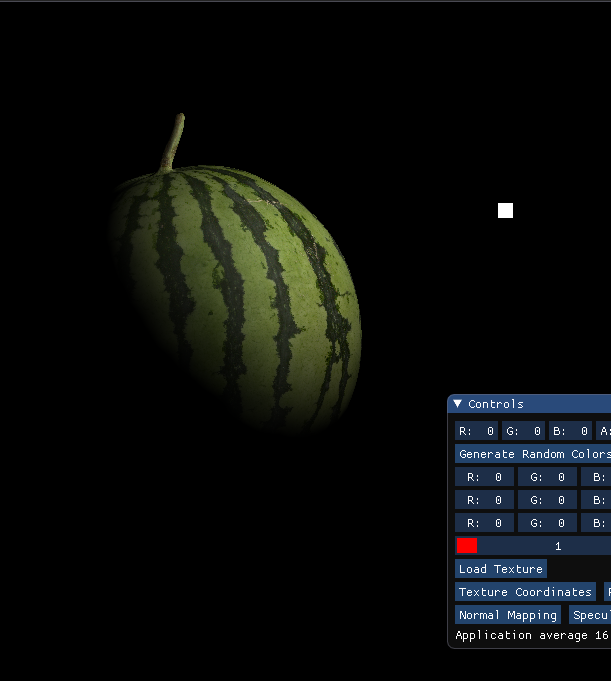 Controls
R: 0 G: 0 B: 0 A:
Generate Random Colors
R: 0 G: 0 B:
R: 0 G: 0 B:
R: 0 G: 0 B:
1
Load Texture
Texture Coordinates
Normal Mapping Specul
Application average 16